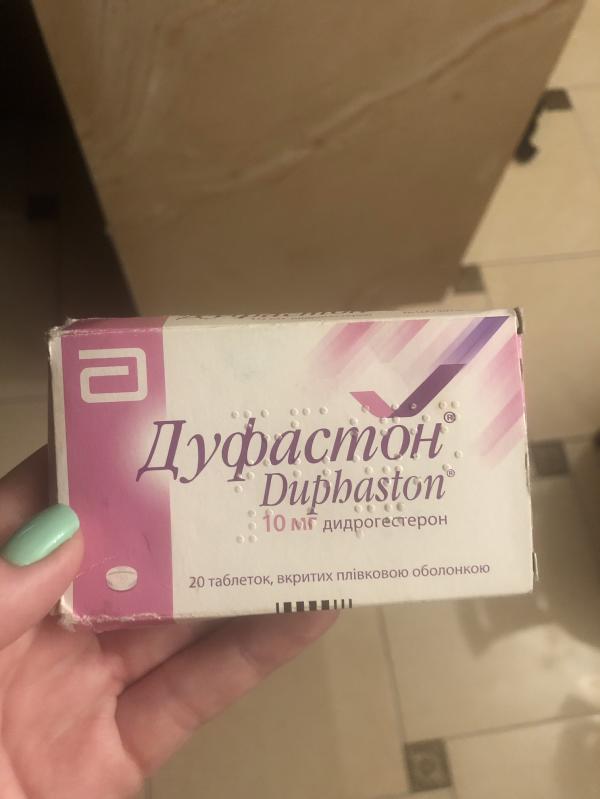 Дуфастон®
Duphaston®
10 мг дидрогестерон
20 таблеток, вкритих плівковою оболонкою